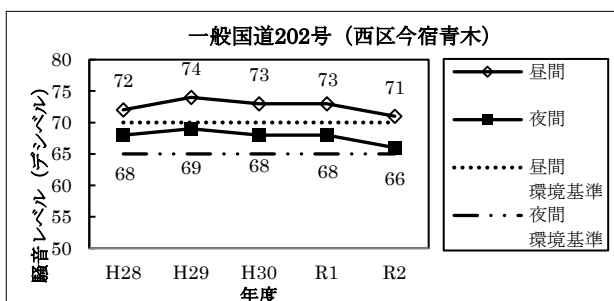 一般国道202号（西区今宿青木）
騒音レベル（デシベル）
80
75
70
65
60
55
50
72
74
73
73
71
68
69
68
68
66
H28
H29
H30
R1
R2
年度
昼間
夜間
昼間
環境基準
夜間
環境基準